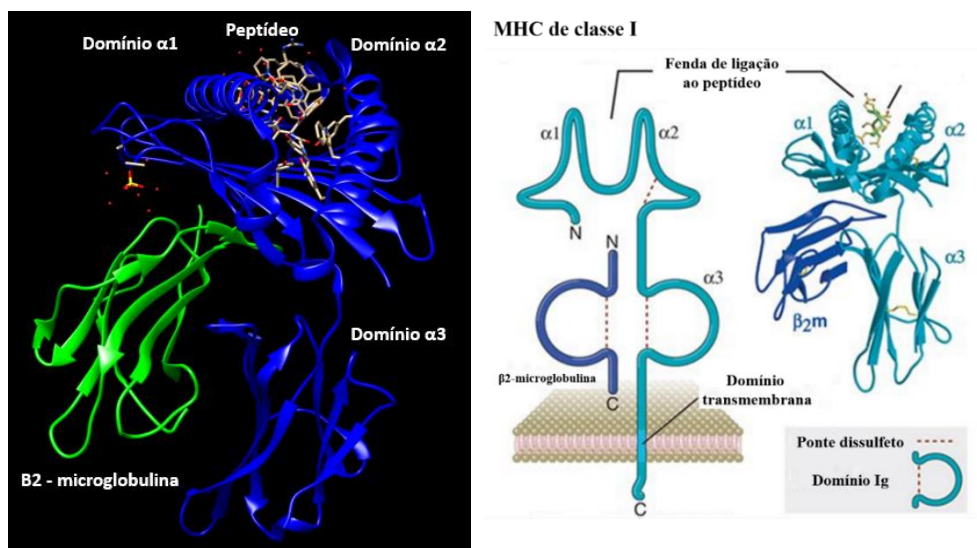 Peptídeo
Domínio α1
Domínio α2
Domínio α3
B2 - microglobulina
MHC de classe I
Fenda de ligação
ao peptídeo
α1
α2
N
N
α3
β2-microglobulina
C
Domínio
transmembrana
C
α1
α2
α3
β₂m
Ponte dissulfeto
Domínio Ig